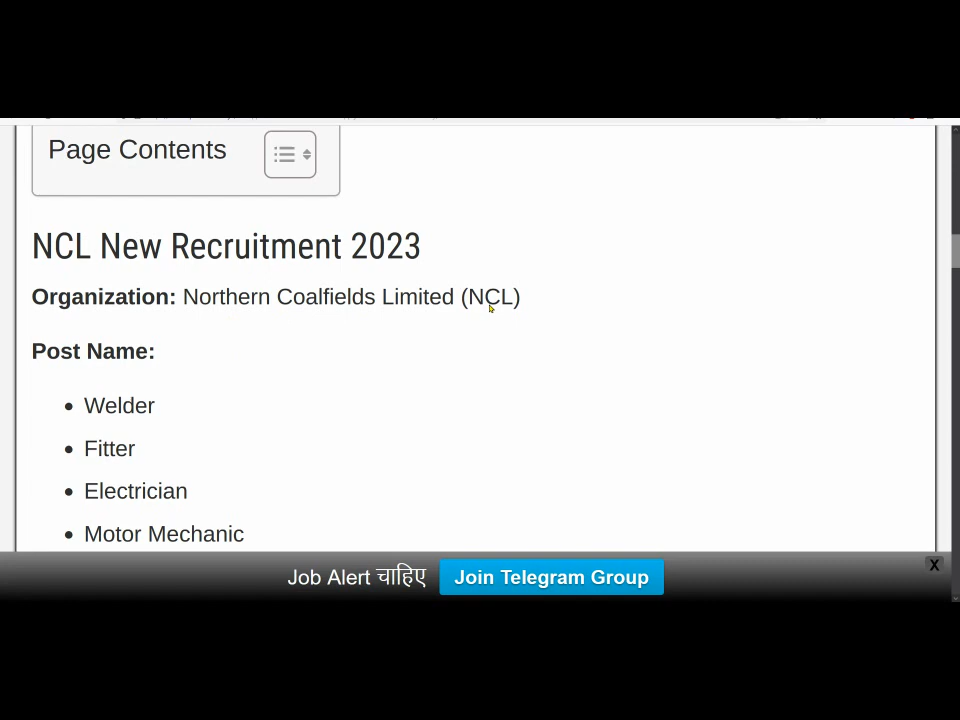 Page Contents
NCL New Recruitment 2023
Organization: Northern Coalfields Limited (NCL)
Post Name:
Welder
Fitter
Electrician
Motor Mechanic
Job Alert चाहिए Join Telegram Group X